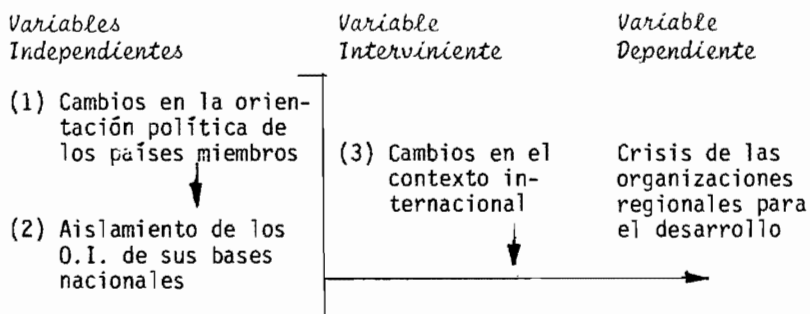 Variables
Independientes
Variable
Interviniente
Variable
Dependiente
(1) Cambios en la orien-
tación política de
los países miembros
(2) Aislamiento de los
O.I. de sus bases
nacionales
(3) Cambios en el
contexto in-
ternacional
Crisis de las
organizaciones
regionales para
el desarrollo